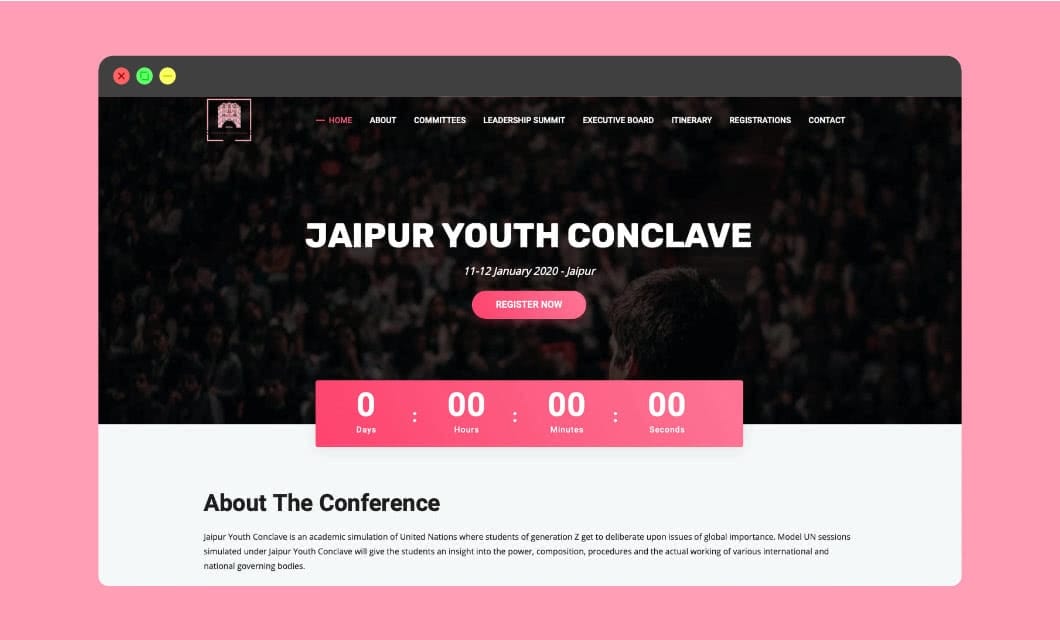 HOME ABOUT COMMITTEES LEADERSHIP SUMMIT EXECUTIVE BOARD ITINERARY REGISTRATIONS CONTACT
JAIPUR YOUTH CONCLAVE
11-12 January 2020 - Jaipur
REGISTER NOW
0 : 00 : 00 : 00
Days Hours Minutes Seconds
About The Conference
Jaipur Youth Conclave is an academic simulation of United Nations where students of generation Z get to deliberate upon issues of global importance. Model UN sessions
simulated under Jaipur Youth Conclave will give the students an insight into the power, composition, procedures and the actual working of various international and
national governing bodies.